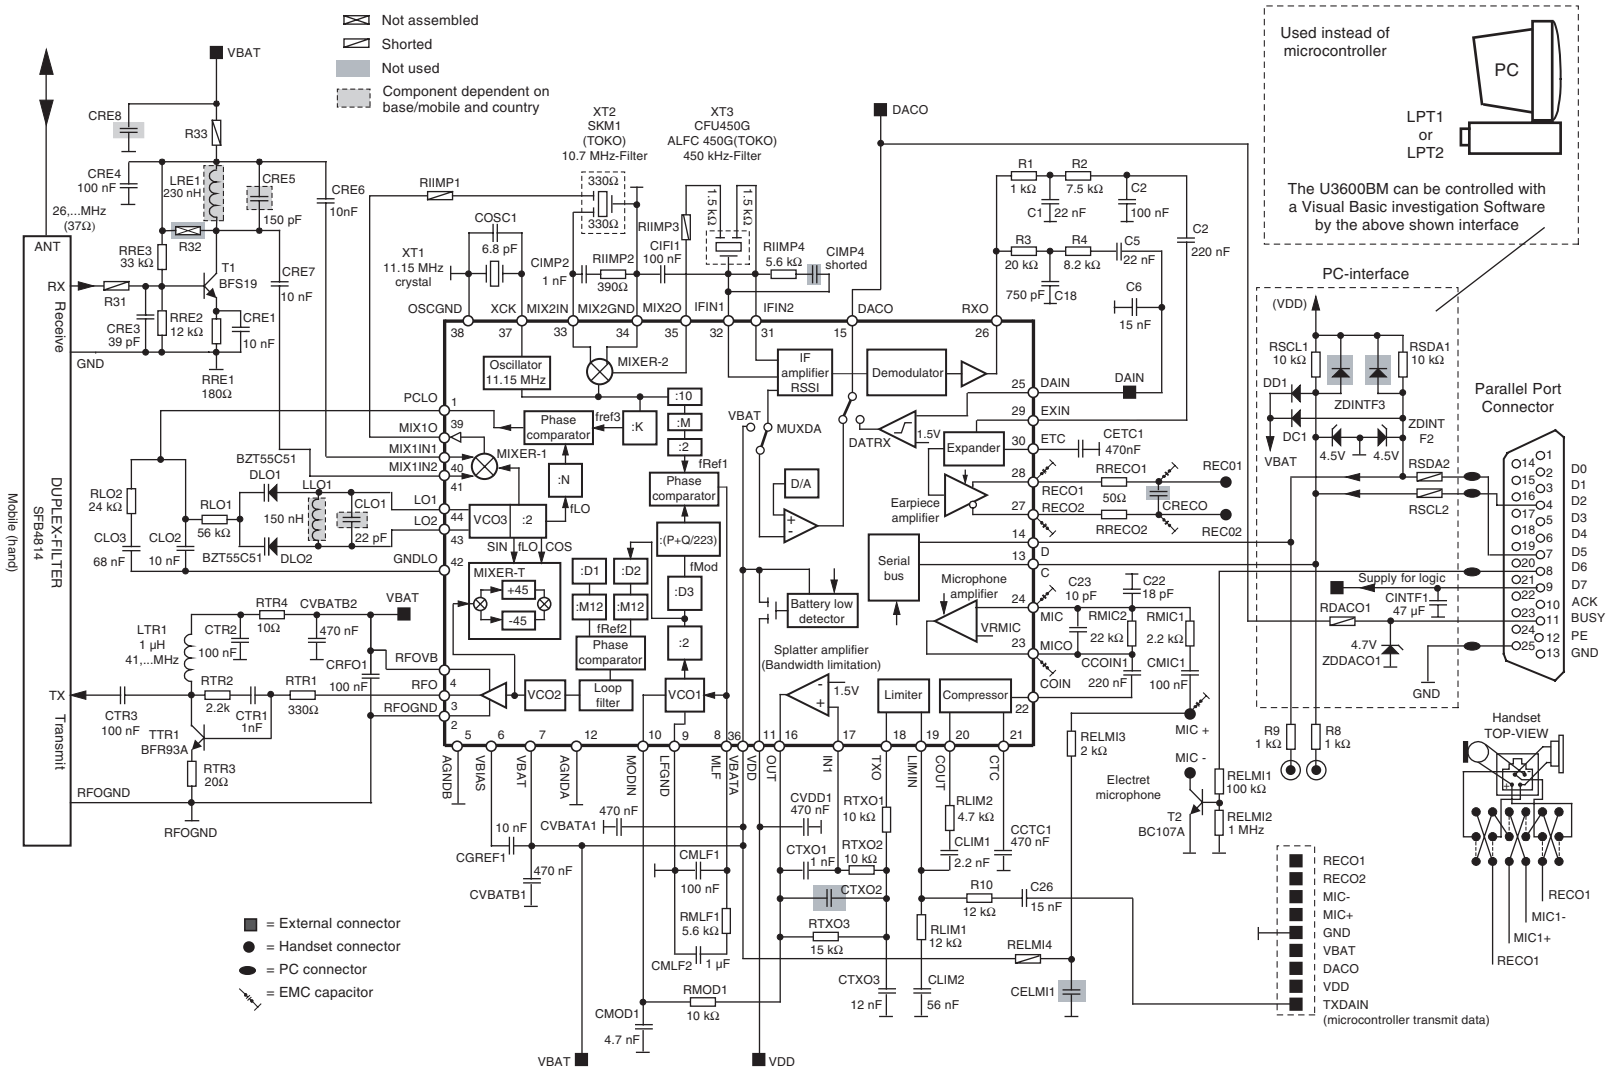 Not assembled
Shorted
Not used
Component dependent on
base/mobile and country
Used instead of
microcontroller
PC
LPT1
or
LPT2
The U3600BM can be controlled with
a Visual Basic investigation Software
by the above shown interface
PC-interface
VBAT
CRE8
R33
CRE4
100 nF
LRE1
230 nH
CRE5
150 pF
CRE6
10nF
26,...MHz
(37Ω)
ANT
RX
Receive
R32
RRE3
33 kΩ
T1
BFS19
CRE7
10 nF
R31
CRE3
39 pF
RRE2
12 kΩ
CRE1
10 nF
GND
RRE1
180Ω
DUPLEX-FILTER
SFB4814
Mobile (hand)
RIIMP1
XT2
SKM1
(TOKO)
10.7 MHz-Filter
330Ω
330Ω
XT3
CFU450G
ALFC 450G(TOKO)
450 kHz-Filter
1.5 kΩ
1.5 kΩ
COSC1
6.8 pF
XT1
11.15 MHz
crystal
CIMP2
1 nF
RIIMP2
390Ω
CIFI1
100 nF
RIIMP3
RIIMP4
5.6 kΩ
CIMP4
shorted
DACO
R1
1 kΩ
R2
7.5 kΩ
C1
22 nF
C2
100 nF
C2
220 nF
R3
20 kΩ
R4
8.2 kΩ
C5
22 nF
750 pF
C18
C6
15 nF
OSCGND
XCK
MIX2IN
MIX2GND
MIX2O
IFIN1
IFIN2
DACO
RXO
38
37
33
34
35
32
31
15
26
Oscillator
11.15 MHz
MIXER-2
IF
amplifier
RSSI
Demodulator
:10
:M
:2
fref3
:K
Phase
comparator
VBAT
MUXDA
DATRX
1.5V
Expander
fRef1
Phase
comparator
D/A
Earpiece
amplifier
:N
fLO
MIXER-1
VCO3
:2
SIN
fLO
COS
MIXER-T
+45
-45
:(P+Q/223)
fMod
:D1
:D2
:D3
:M12
:M12
fRef2
Phase
comparator
:2
VCO2
Loop
filter
VCO1
Battery low
detector
Serial
bus
Microphone
amplifier
VRMIC
Splatter amplifier
(Bandwidth limitation)
1.5V
Limiter
Compressor
PCLO
1
MIX1O
39
MIX1IN1
40
MIX1IN2
41
LO1
44
LO2
43
GNDLO
42
RFOVB
RFO
4
RFOGND
3
2
RLO2
24 kΩ
RLO1
56 kΩ
BZT55C51
DLO1
LLO1
150 nH
CLO1
22 pF
CLO3
68 nF
CLO2
10 nF
BZT55C51
DLO2
VBAT
RTR4
10Ω
CVBATB2
470 nF
LTR1
1 µH
41,...MHz
CTR2
100 nF
CRFO1
100 nF
TX
Transmit
RTR2
2.2k
RTR1
330Ω
CTR3
100 nF
CTR1
1nF
TTR1
BFR93A
RTR3
20Ω
RFOGND
RFOGND
25
DAIN
DAIN
29
EXIN
30
ETC
CETC1
470nF
28
RECO1
RRECO1
50Ω
REC01
CRECO
27
RECO2
RRECO2
REC02
14
D
13
C
C23
10 pF
C22
18 pF
24
MIC
RMIC2
22 kΩ
RMIC1
2.2 kΩ
23
MICO
COIN
CCOIN1
220 nF
CMIC1
100 nF
22
MIC +
RELMI3
2 kΩ
MIC -
Electret
microphone
RELMI1
100 kΩ
T2
BC107A
RELMI2
1 MHz
(VDD)
RSCL1
10 kΩ
RSDA1
10 kΩ
DD1
ZDINTF3
DC1
ZDINT
F2
VBAT
4.5V
4.5V
RSDA2
RSCL2
Supply for logic
CINTF1
47 µF
RDACO1
4.7V
ZDDACO1
GND
R9
1 kΩ
R8
1 kΩ
Parallel Port
Connector
1
14
2
15
3
16
4
17
5
18
6
19
7
20
8
21
9
22
10
23
11
24
12
25
13
D0
D1
D2
D3
D4
D5
D6
D7
ACK
BUSY
PE
GND
5
6
7
12
10
9
8
36
11
16
17
18
19
20
21
AGNDB
VBIAS
VBAT
AGNDA
MODIN
LFGND
MLF
VBATA
VDD
OUT
IN1
TXO
LIMIN
COUT
CTC
470 nF
CVBATA1
10 nF
CGREF1
470 nF
CVBATB1
CMLF1
100 nF
RMLF1
5.6 kΩ
CMLF2
1 µF
CMOD1
4.7 nF
RMOD1
10 kΩ
CVDD1
470 nF
RTXO1
10 kΩ
CTXO1
1 nF
RTXO2
10 kΩ
CTXO2
RTXO3
15 kΩ
CTXO3
12 nF
RLIM2
4.7 kΩ
CLIM1
2.2 nF
CCTC1
470 nF
R10
12 kΩ
C26
15 nF
RLIM1
12 kΩ
CLIM2
56 nF
RELMI4
CELMI1
VBAT
VDD
= External connector
= Handset connector
= PC connector
= EMC capacitor
RECO1
RECO2
MIC-
MIC+
GND
VBAT
DACO
VDD
TXDAIN
(microcontroller transmit data)
Handset
TOP-VIEW
RECO1
MIC1-
MIC1+
RECO1